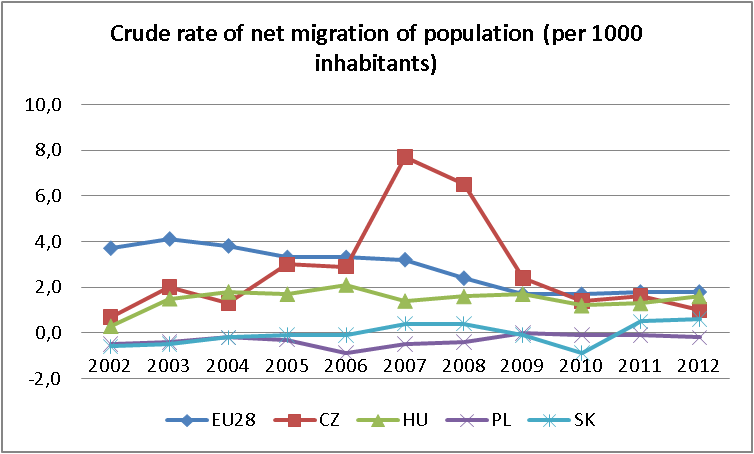 Crude rate of net migration of population (per 1000
inhabitants)
10,0
8,0
6,0
4,0
2,0
0,0
-2,0
2002 2003 2004 2005 2006 2007 2008 2009 2010 2011 2012
EU28 CZ HU PL SK